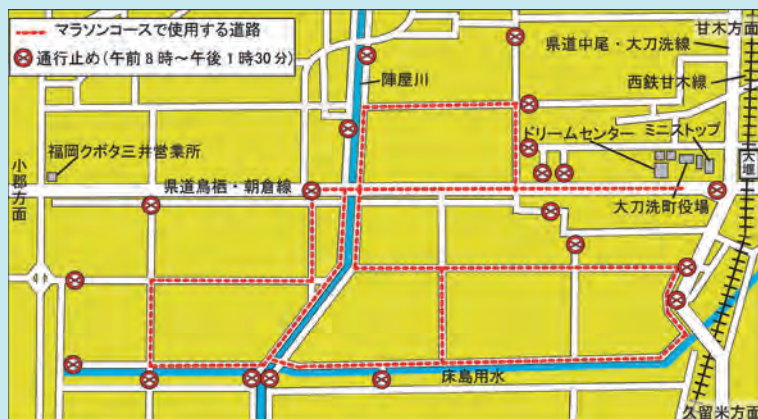 マラソンコースで使用する道路
通行止め(午前8時～午後1時30分)
甘木方面
県道中尾・大刀洗線
陣屋川
西鉄甘木線
ドリームセンター
ミニストップ
大堰
福岡クボタ三井営業所
小郡方面
県道鳥栖・朝倉線
大刀洗町役場
床島用水
久留米方面